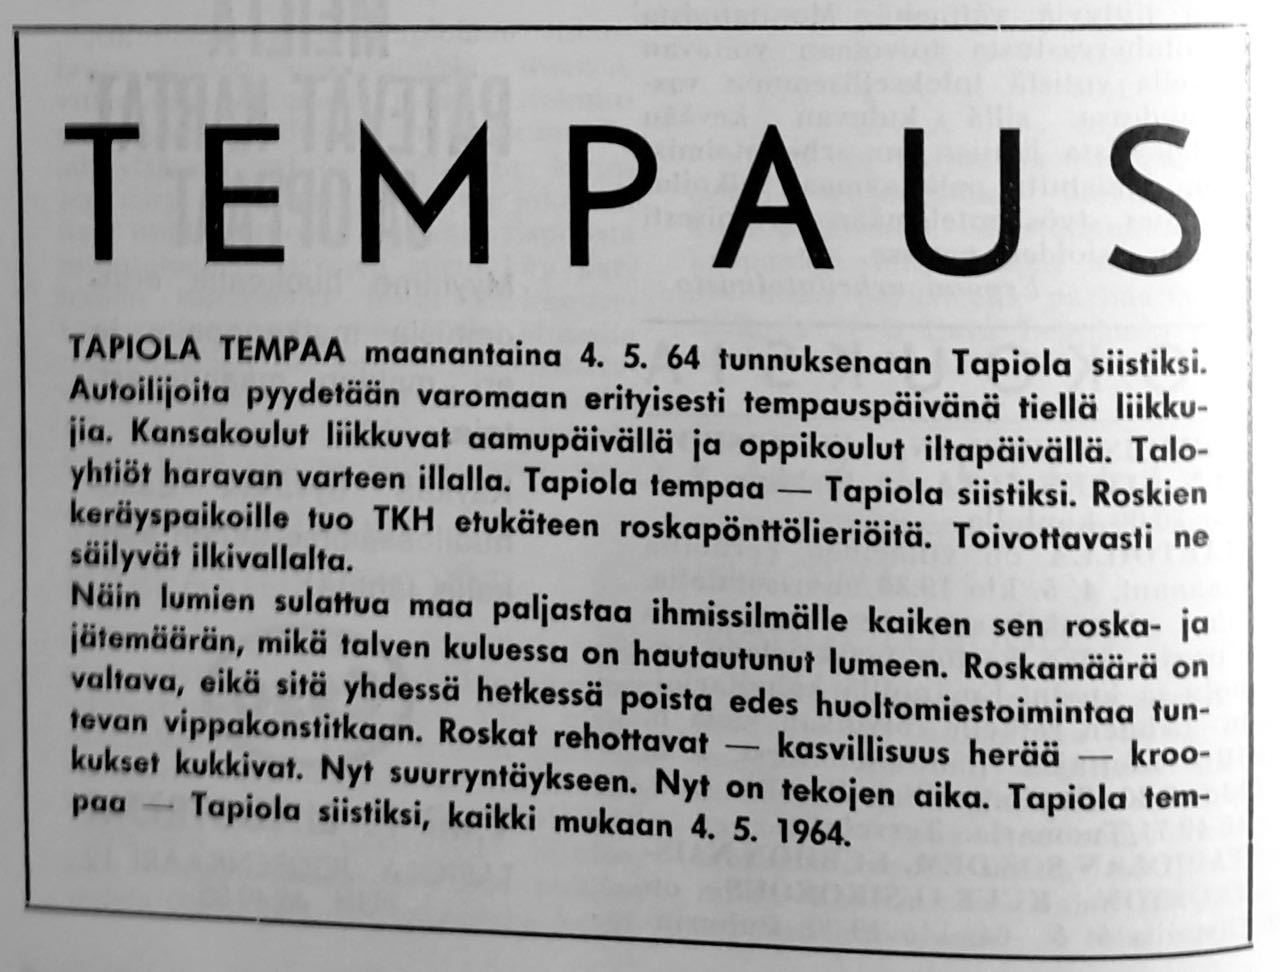 TEMPAUS
TAPIOLA TEMPAA maanantaina 4. 5. 64 tunnuksenaan Tapiola siistiksi.
Autoilijoita pyydetään varomaan erityisesti tempauspäivänä tiellä liikku-
jia. Kansakoulut liikkuvat aamupäivällä ja oppikoulut iltapäivällä. Talo-
yhtiöt haravan varteen illalla. Tapiola tempaa — Tapiola siistiksi. Roskien
keräyspaikoille tuo TKH etukäteen roskapönttölieriöitä. Toivottavasti ne
säilyvät ilkivallalta.
Näin lumien sulattua maa paljastaa ihmissilmälle kaiken sen roska- ja
jätemäärän, mikä talven kuluessa on hautautunut lumeen. Roskamäärä on
valtava, eikä sitä yhdessä hetkessä poista edes huoltomiestoimintaa tun-
tevan vippakonstitkaan. Roskat rehottavat — kasvillisuus herää — kroo-
kukset kukkivat. Nyt suurryntäykseen. Nyt on tekojen aika. Tapiola tem-
paa — Tapiola siistiksi, kaikki mukaan 4. 5. 1964.